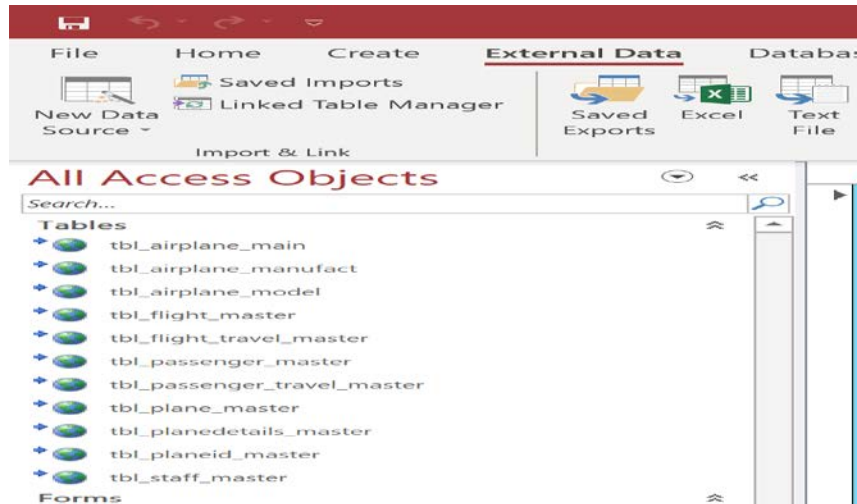 File Home Create External Data Databas
New Data Source
Saved Imports
Linked Table Manager
Saved Exports
Excel
Text File
Import & Link
All Access Objects
Search...
Tables
tbl_airplane_main
tbl_airplane_manufact
tbl_airplane_model
tbl_flight_master
tbl_flight_travel_master
tbl_passenger_master
tbl_passenger_travel_master
tbl_plane_master
tbl_planedetails_master
tbl_planeid_master
tbl_staff_master
Forms